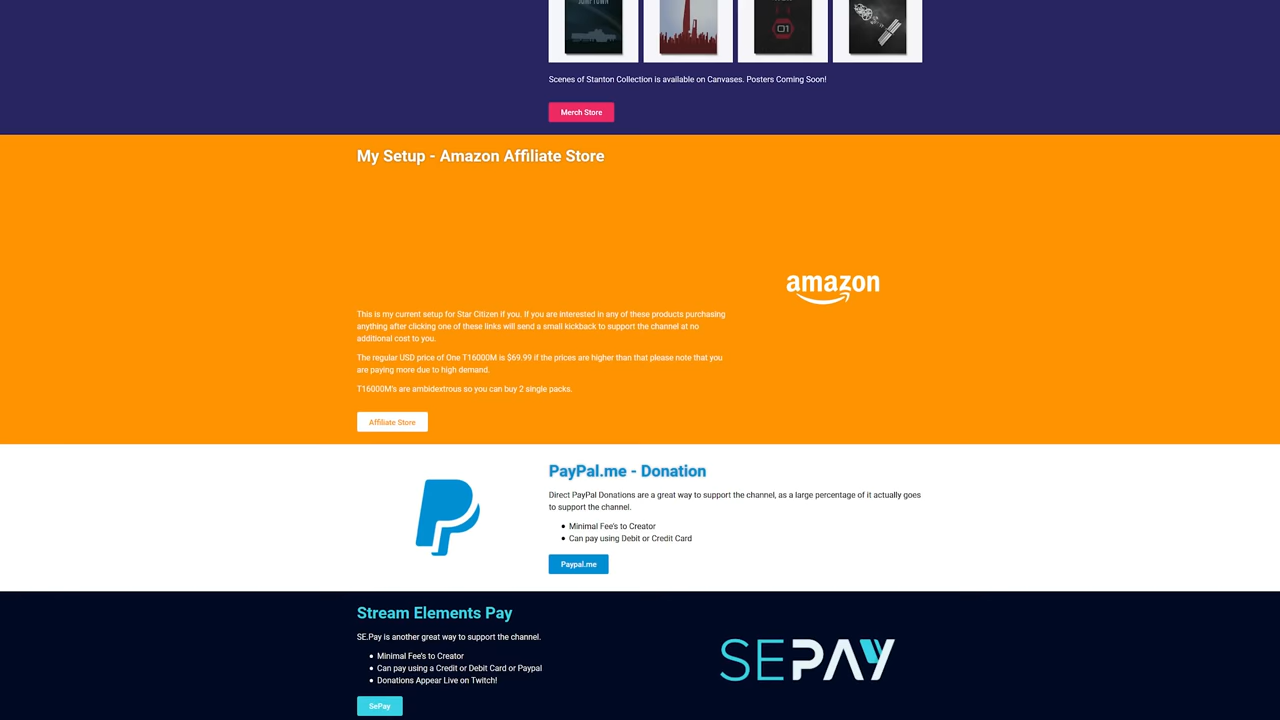 01
Scenes of Stanton Collection is available on Canvases. Posters Coming Soon!
Merch Store
My Setup - Amazon Affiliate Store
amazon
This is my current setup for Star Citizen if you. If you are interested in any of these products purchasing
anything after clicking one of these links will send a small kickback to support the channel at no
additional cost to you.
The regular USD price of One T16000M is $69.99 if the prices are higher than that please note that you
are paying more due to high demand.
T16000M's are ambidextrous so you can buy 2 single packs.
Affiliate Store
PayPal.me - Donation
Direct PayPal Donations are a great way to support the channel, as a large percentage of it actually goes
to support the channel.
Minimal Fee's to Creator
Can pay using Debit or Credit Card
Paypal.me
Stream Elements Pay
SE.Pay is another great way to support the channel.
Minimal Fee's to Creator
Can pay using a Credit or Debit Card or Paypal
Donations Appear Live on Twitch!
SePay
SEPAY